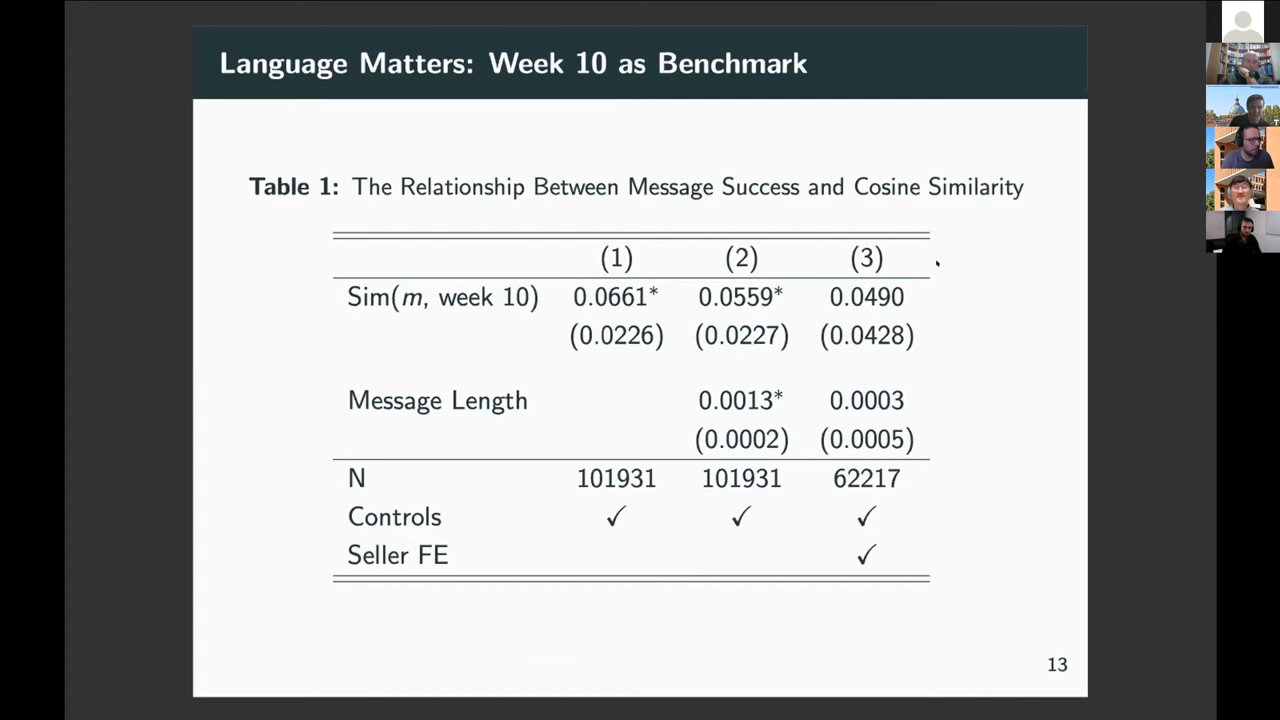 Language Matters: Week 10 as Benchmark
Table 1: The Relationship Between Message Success and Cosine Similarity
(1) (2) (3)
Sim(m, week 10) 0.0661* 0.0559* 0.0490
(0.0226) (0.0227) (0.0428)
Message Length 0.0013* 0.0003
(0.0002) (0.0005)
N 101931 101931 62217
Controls ✓ ✓ ✓
Seller FE ✓
13